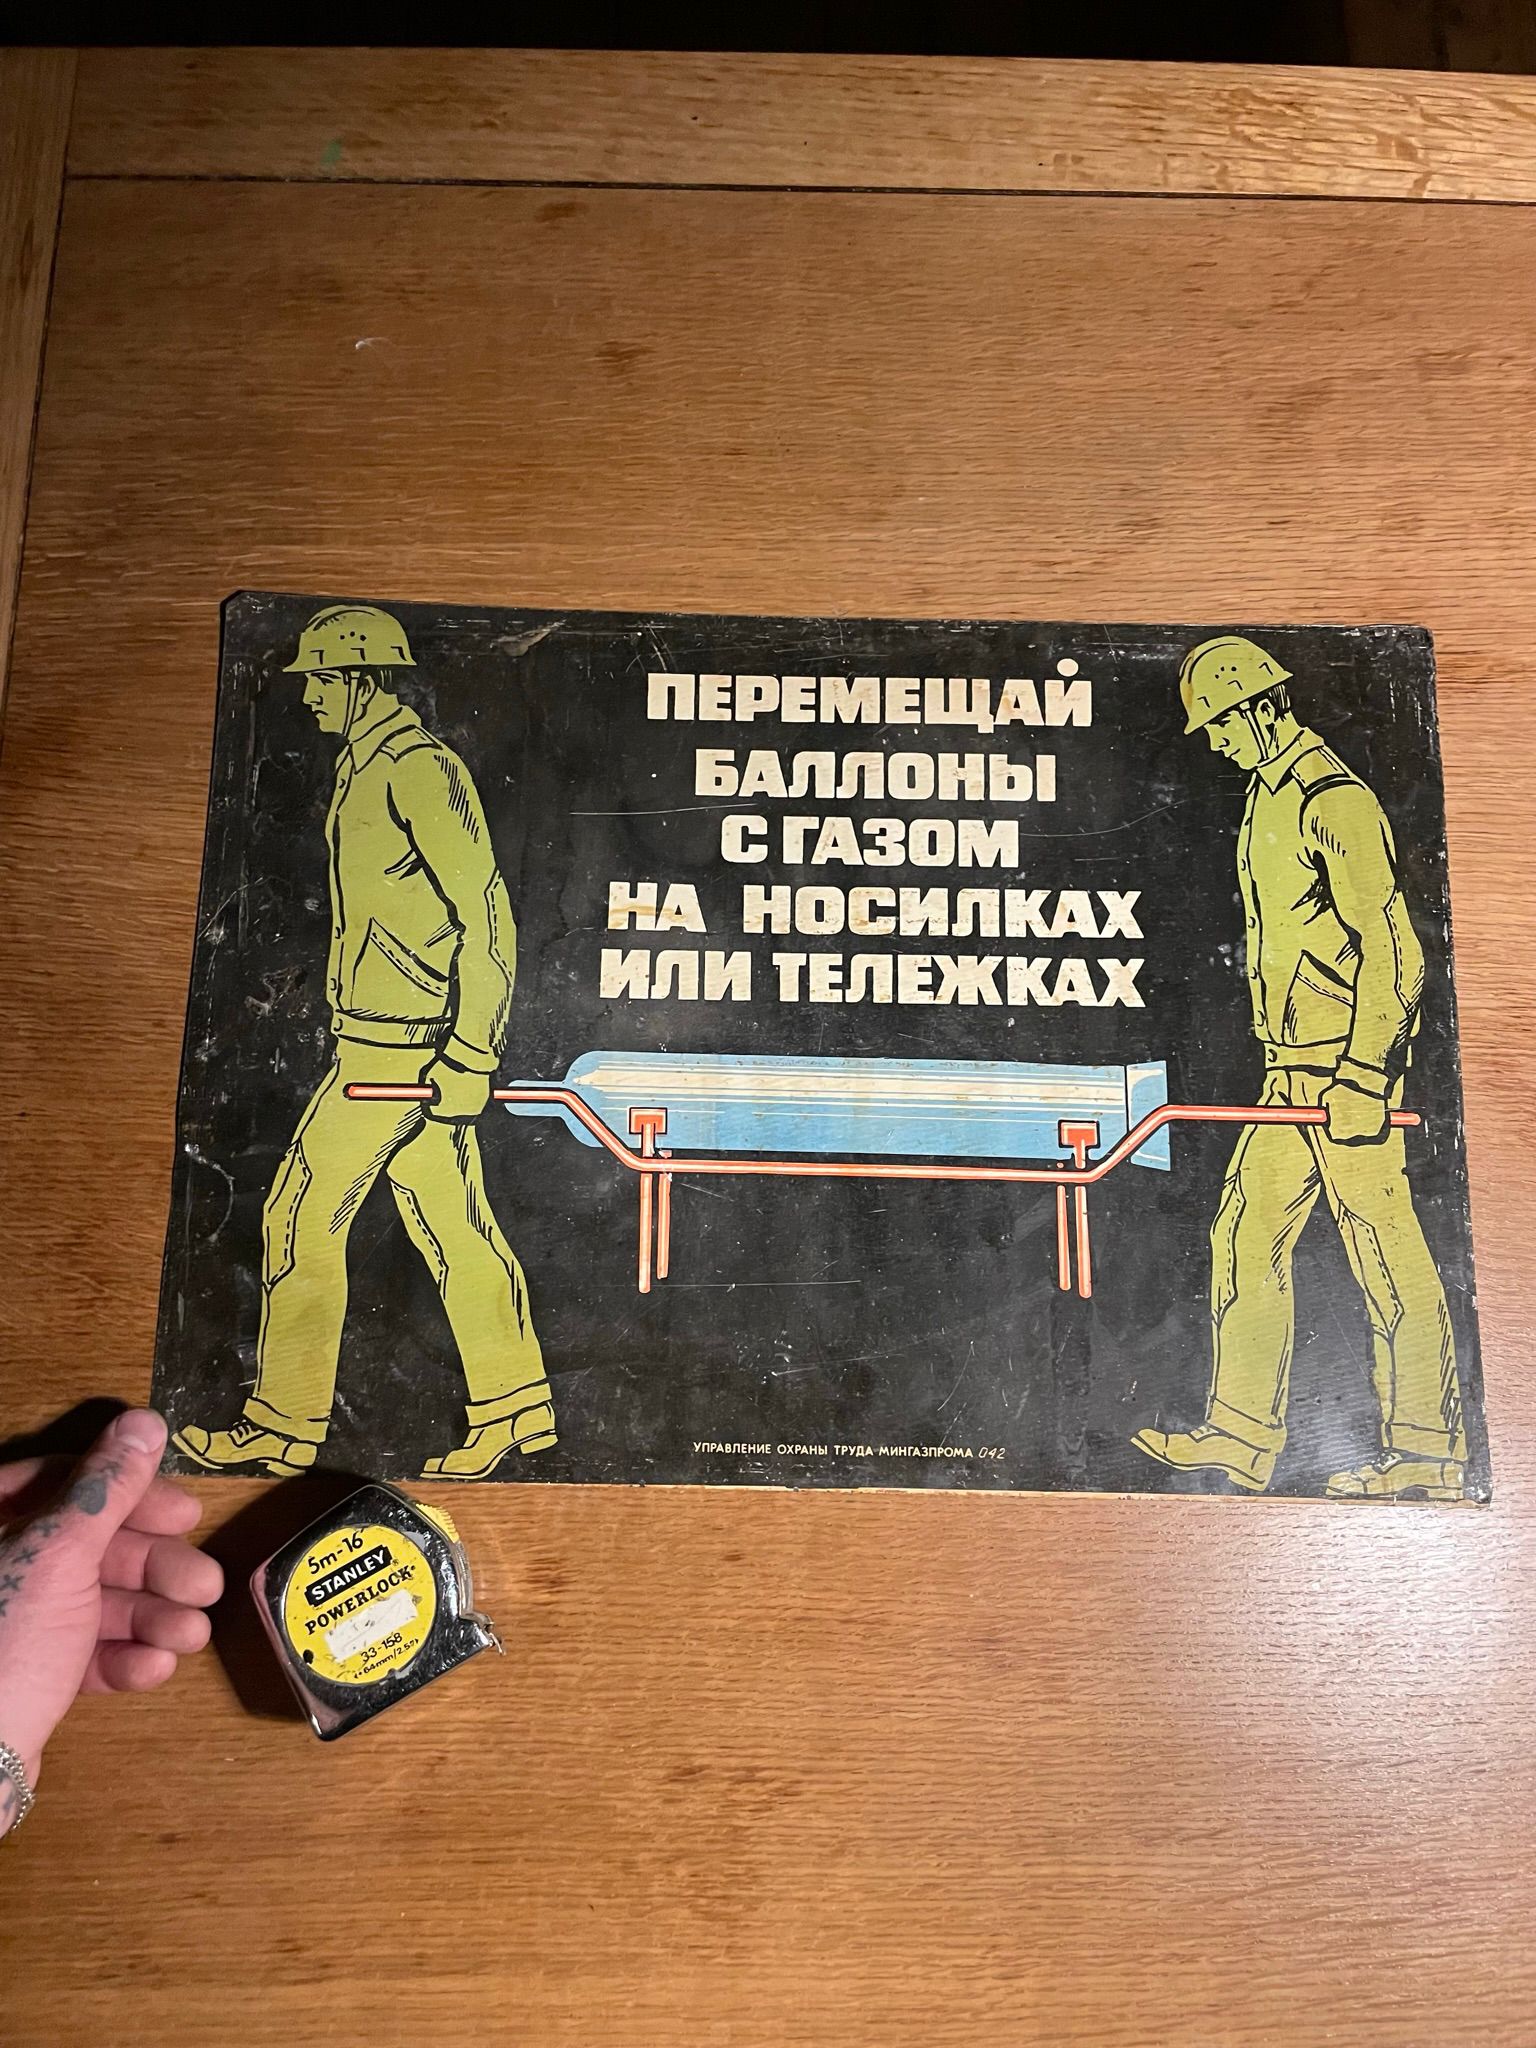 ПЕРЕМЕЩАЙ
БАЛЛОНЫ
С ГАЗОМ
НА НОСИЛКАХ
ИЛИ ТЕЛЕЖКАХ
УПРАВЛЕНИЕ ОХРАНЫ ТРУДА МИНГАЗПРОМА 042
5m-16'
STANLEY®
POWERLOCK®
33-158